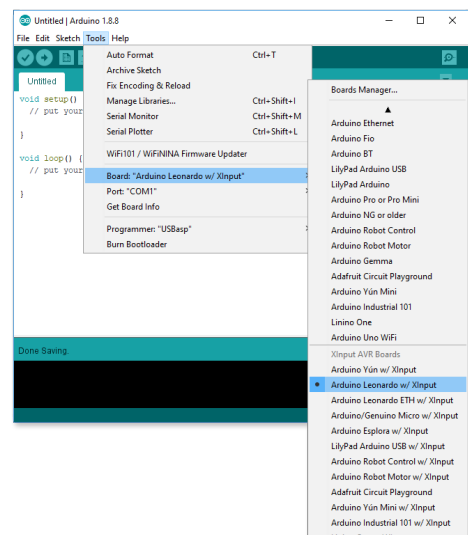 Untitled | Arduino 1.8.8
File Edit Sketch Tools Help
Untitled
void setup()
// put your
}
void loop() {
// put your
}
Done Saving.
Auto Format Ctrl+T
Archive Sketch
Fix Encoding & Reload
Manage Libraries... Ctrl+Shift+I
Serial Monitor Ctrl+Shift+M
Serial Plotter Ctrl+Shift+L
WiFi101 / WiFiNINA Firmware Updater
Board: "Arduino Leonardo w/ XInput"
Port: "COM1"
Get Board Info
Programmer: "USBasp"
Burn Bootloader
Boards Manager...
Arduino Ethernet
Arduino Fio
Arduino BT
LilyPad Arduino USB
LilyPad Arduino
Arduino Pro or Pro Mini
Arduino NG or older
Arduino Robot Control
Arduino Robot Motor
Arduino Gemma
Adafruit Circuit Playground
Arduino Yún Mini
Arduino Industrial 101
Linino One
Arduino Uno WiFi
XInput AVR Boards
Arduino Yún w/ XInput
Arduino Leonardo w/ XInput
Arduino Leonardo ETH w/ XInput
Arduino/Genuino Micro w/ XInput
Arduino Esplora w/ XInput
LilyPad Arduino USB w/ XInput
Arduino Robot Control w/ XInput
Arduino Robot Motor w/ XInput
Adafruit Circuit Playground
Arduino Yún Mini w/ XInput
Arduino Industrial 101 w/ XInput